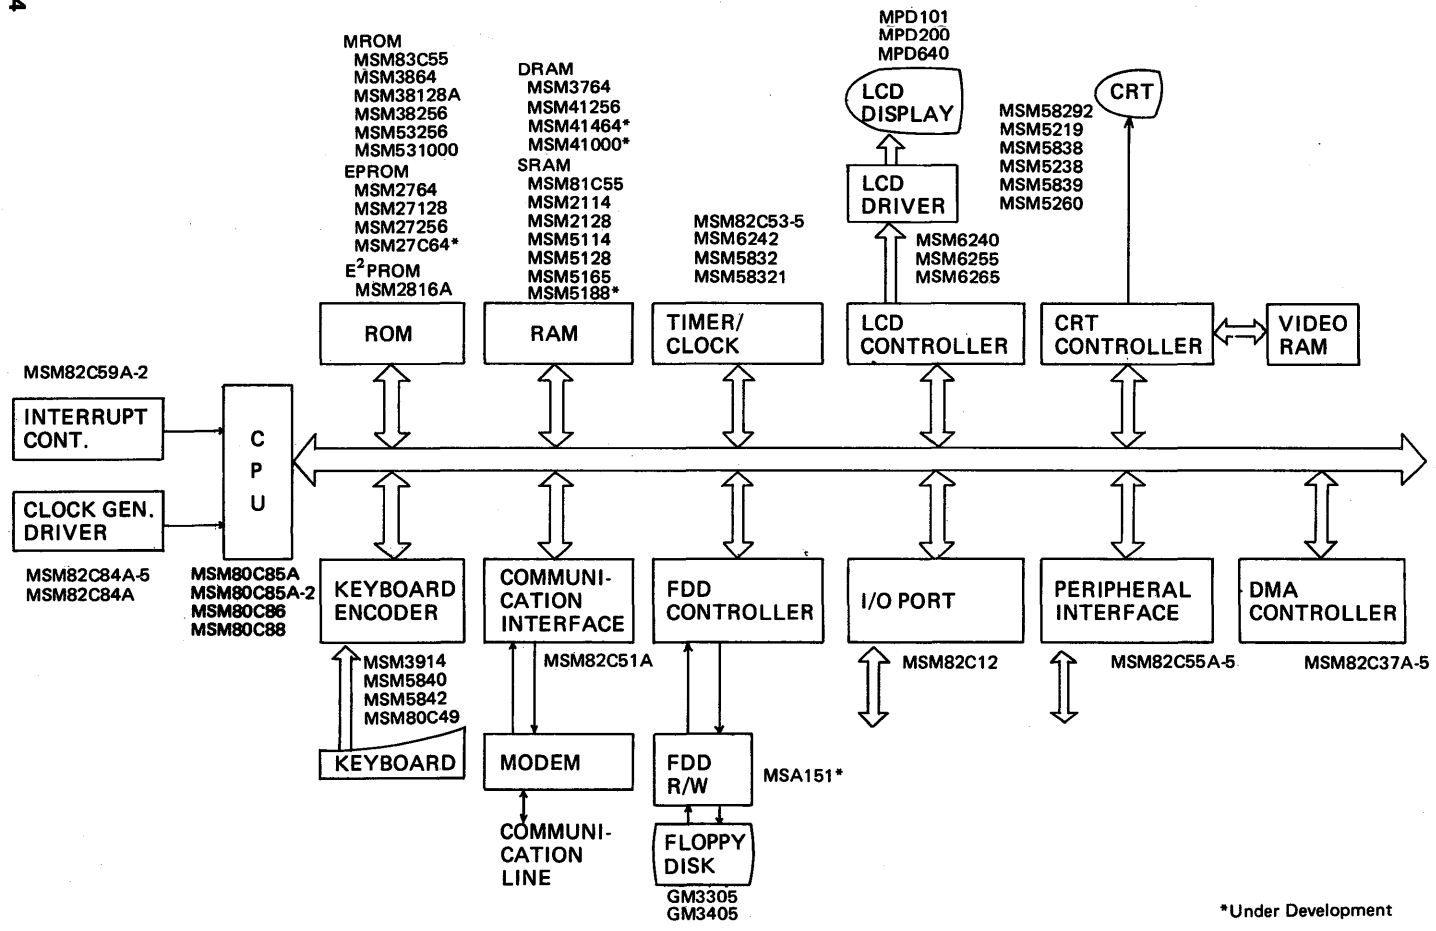 4
MROM
MSM83C55
MSM3864
MSM38128A
MSM38256
MSM53256
MSM531000
EPROM
MSM2764
MSM27128
MSM27256
MSM27C64*
E²PROM
MSM2816A
ROM
DRAM
MSM3764
MSM41256
MSM41464*
MSM41000*
SRAM
MSM81C55
MSM2114
MSM2128
MSM5114
MSM5128
MSM5165
MSM5188*
RAM
MSM82C53-5
MSM6242
MSM5832
MSM58321
TIMER/
CLOCK
MPD101
MPD200
MPD640
LCD
DISPLAY
LCD
DRIVER
MSM58292
MSM5219
MSM5838
MSM5238
MSM5839
MSM5260
MSM6240
MSM6255
MSM6265
LCD
CONTROLLER
CRT
CRT
CONTROLLER
VIDEO
RAM
MSM82C59A-2
INTERRUPT
CONT.
CLOCK GEN.
DRIVER
MSM82C84A-5
MSM82C84A
C
P
U
MSM80C85A
MSM80C85A-2
MSM80C86
MSM80C88
KEYBOARD
ENCODER
MSM3914
MSM5840
MSM5842
MSM80C49
KEYBOARD
COMMUNI-
CATION
INTERFACE
MSM82C51A
MODEM
COMMUNI-
CATION
LINE
FDD
CONTROLLER
FDD
R/W
MSA151*
FLOPPY
DISK
GM3305
GM3405
I/O PORT
MSM82C12
PERIPHERAL
INTERFACE
MSM82C55A-5
DMA
CONTROLLER
MSM82C37A-5
*Under Development